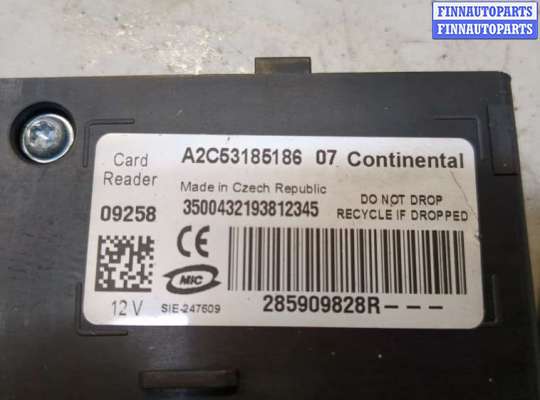 FINNAUTOPARTS
FINNAUTOPARTS
Card Reader
A2C53185186 07 Continental
Made in Czech Republic
09258
3500432193812345
DO NOT DROP
RECYCLE IF DROPPED
CE
MIC
12 V
SIE-247609
285909828R---